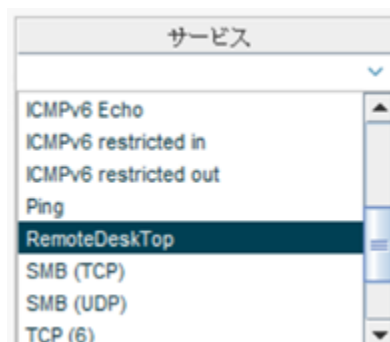 サービス
ICMPv6 Echo
ICMPv6 restricted in
ICMPv6 restricted out
Ping
RemoteDeskTop
SMB (TCP)
SMB (UDP)
TCP (6)